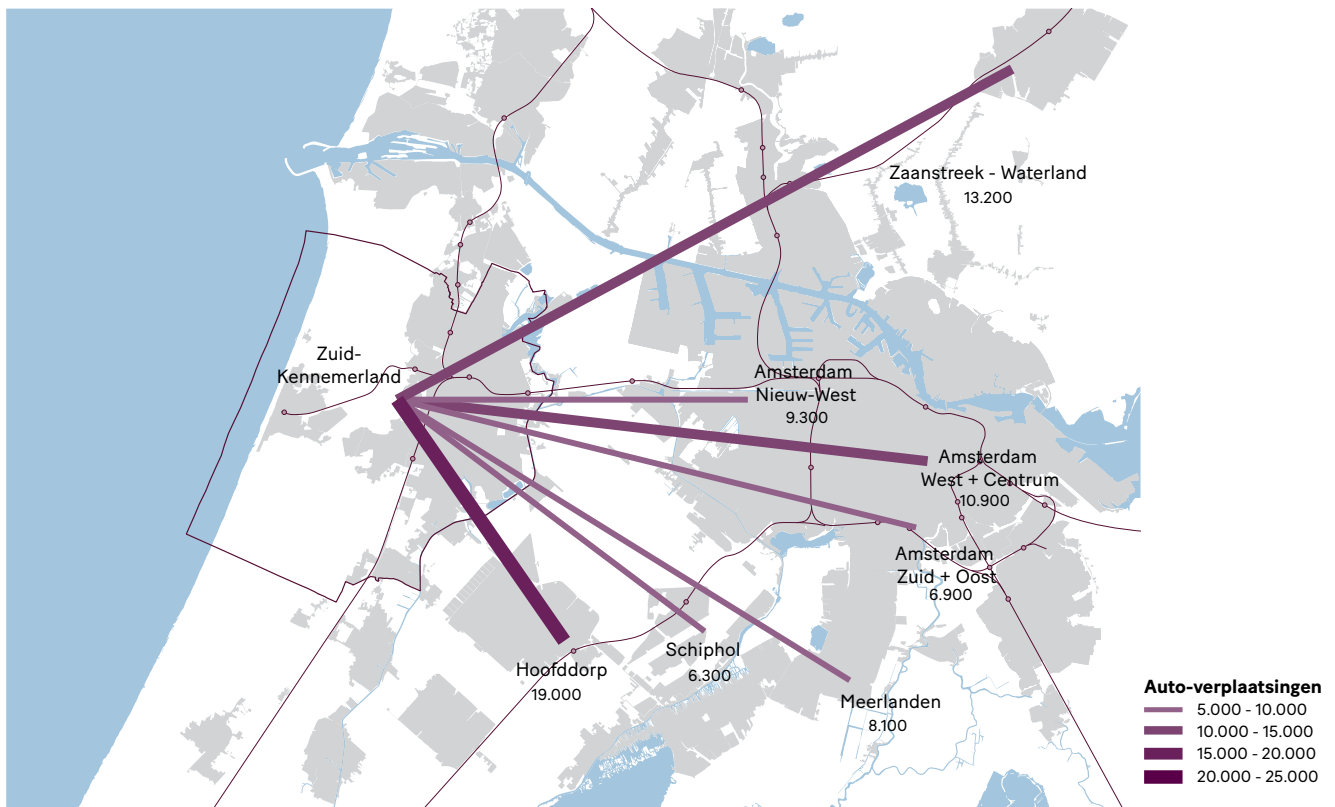 Zaanstreek - Waterland
13.200
Zuid-
Kennemerland
Amsterdam
Nieuw-West
9.300
Amsterdam
West + Centrum
10.900
Amsterdam
Zuid + Oost
6.900
Schiphol
6.300
Hoofddorp
19.000
Meerlanden
8.100
Auto-verplaatsingen
5.000 - 10.000
10.000 - 15.000
15.000 - 20.000
20.000 - 25.000